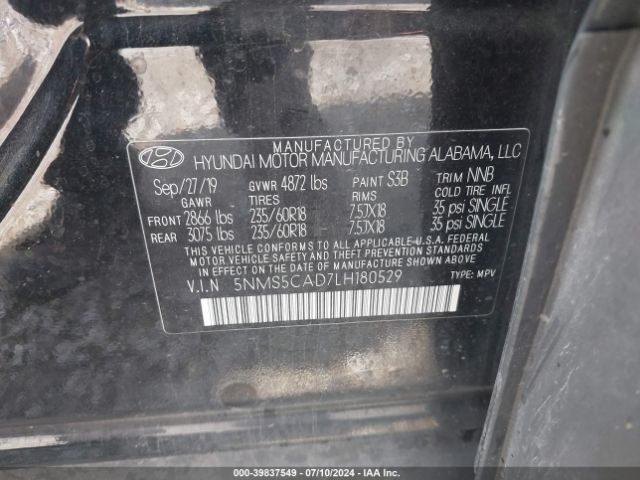 MANUFACTURED BY
HYUNDAI MOTOR MANUFACTURING ALABAMA, LLC
Sep/27/19 GVWR 4872 lbs PAINT S3B TRIM NNB
GAWR TIRES RIMS COLD TIRE INFL
FRONT 2866 lbs 235/60R18 7.57X18 35 psi SINGLE
REAR 3075 lbs 235/60R18 7.57X18 35 psi SINGLE
THIS VEHICLE CONFORMS TO ALL APPLICABLE U.S.A. FEDERAL
MOTOR VEHICLE SAFETY, BUMPER, AND THEFT PREVENTION STANDARDS
IN EFFECT ON THE DATE OF MANUFACTURE SHOWN ABOVE.
V.I.N 5NMS5CAD7LH180529 TYPE: MPV
000-39837549 - 07/10/2024 - IAA Inc.